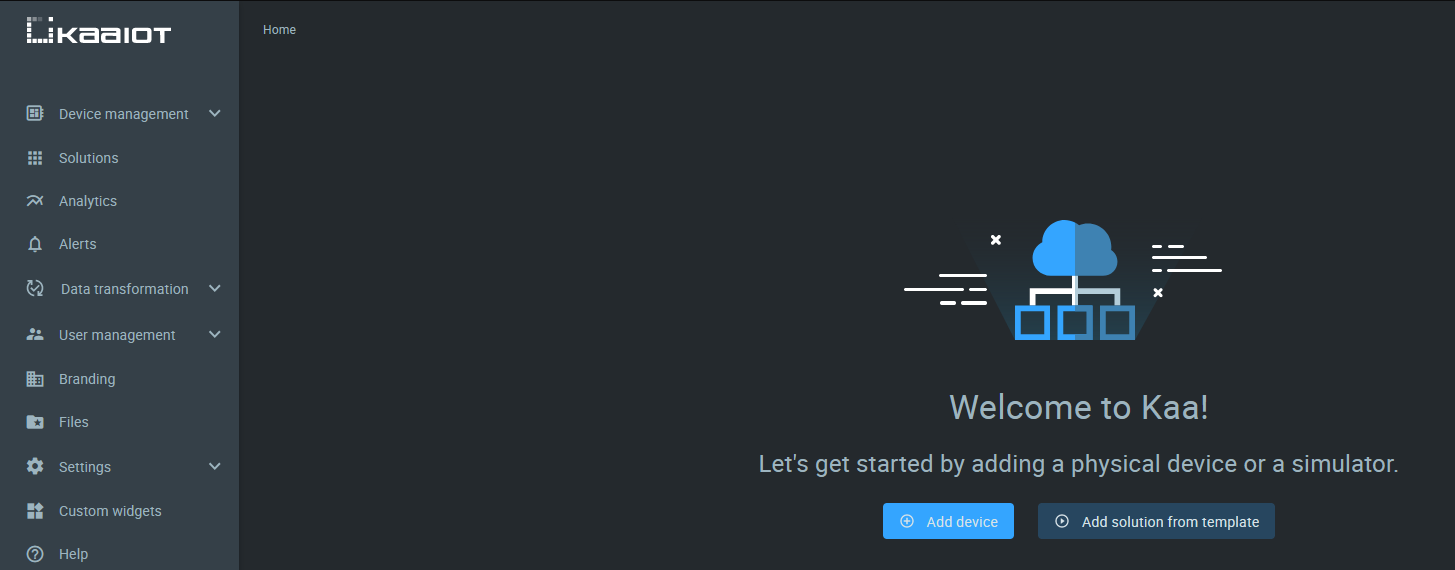 KAAIOT
Home
Device management
Solutions
Analytics
Alerts
Data transformation
User management
Branding
Files
Settings
Custom widgets
Help
Welcome to Kaa!
Let's get started by adding a physical device or a simulator.
Add device
Add solution from template